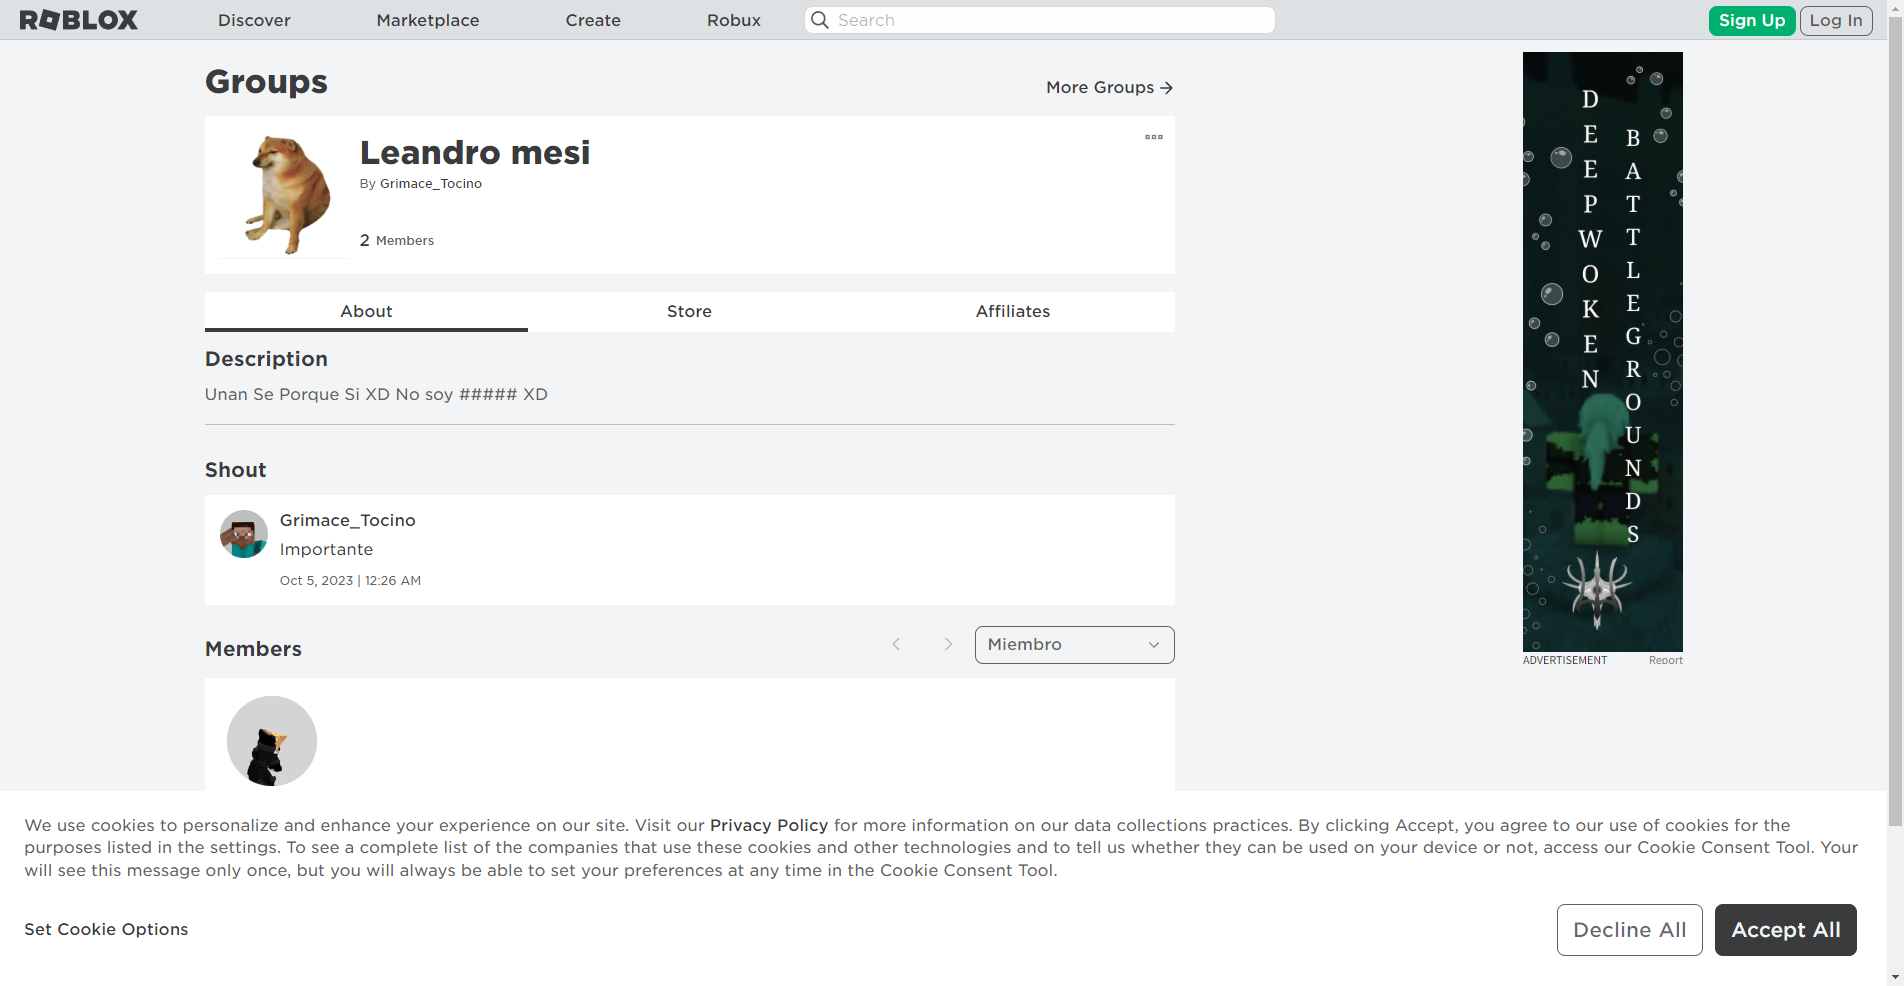 ROBLOX
Discover
Marketplace
Create
Robux
Search
Sign Up
Log In
Groups
More Groups →
Leandro mesi
By Grimace_Tocino
2 Members
About
Store
Affiliates
Description
Unan Se Porque Si XD No soy ##### XD
Shout
Grimace_Tocino
Importante
Oct 5, 2023 | 12:26 AM
Members
Miembro
DEEPWOKEN
BATTLEGROUNDS
ADVERTISEMENT
Report
We use cookies to personalize and enhance your experience on our site. Visit our Privacy Policy for more information on our data collections practices. By clicking Accept, you agree to our use of cookies for the
purposes listed in the settings. To see a complete list of the companies that use these cookies and other technologies and to tell us whether they can be used on your device or not, access our Cookie Consent Tool. Your
will see this message only once, but you will always be able to set your preferences at any time in the Cookie Consent Tool.
Set Cookie Options
Decline All
Accept All